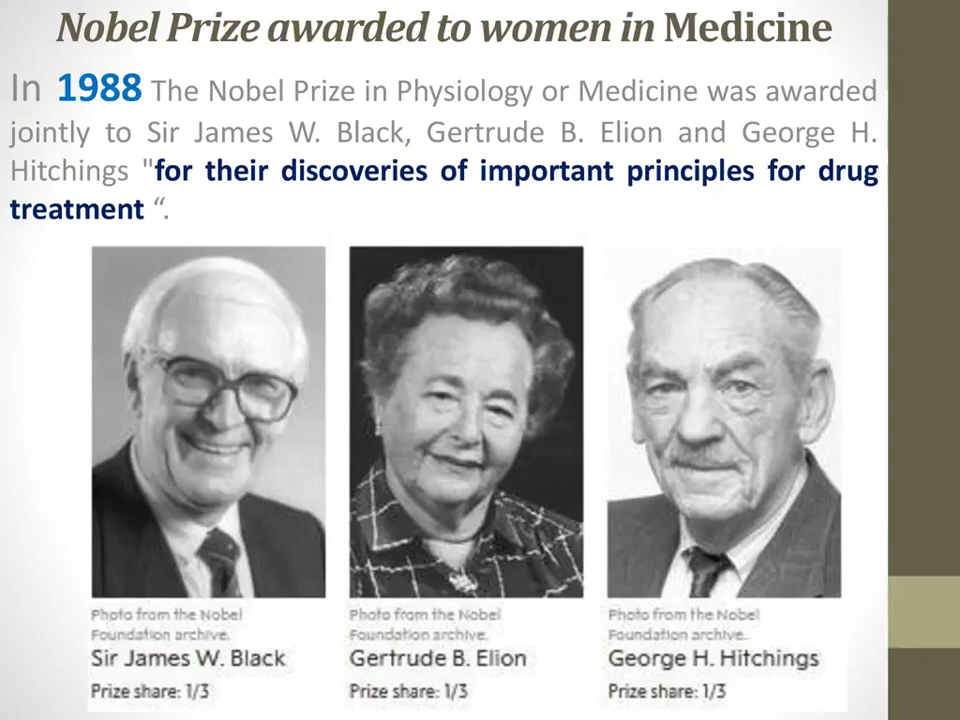 Nobel Prize awarded to women in Medicine
In 1988 The Nobel Prize in Physiology or Medicine was awarded
jointly to Sir James W. Black, Gertrude B. Elion and George H.
Hitchings "for their discoveries of important principles for drug
treatment “.
Photo from the Nobel
Foundation archive.
Sir James W. Black
Prize share: 1/3
Photo from the Nobel
Foundation archive.
Gertrude B. Elion
Prize share: 1/3
Photo from the Nobel
Foundation archive.
George H. Hitchings
Prize share: 1/3